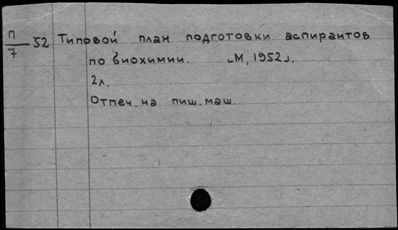 П/7 52 Типовой план подготовки аспирантов
по биохимии. [М, 1952].
2л.
Отпеч. на пиш. маш.